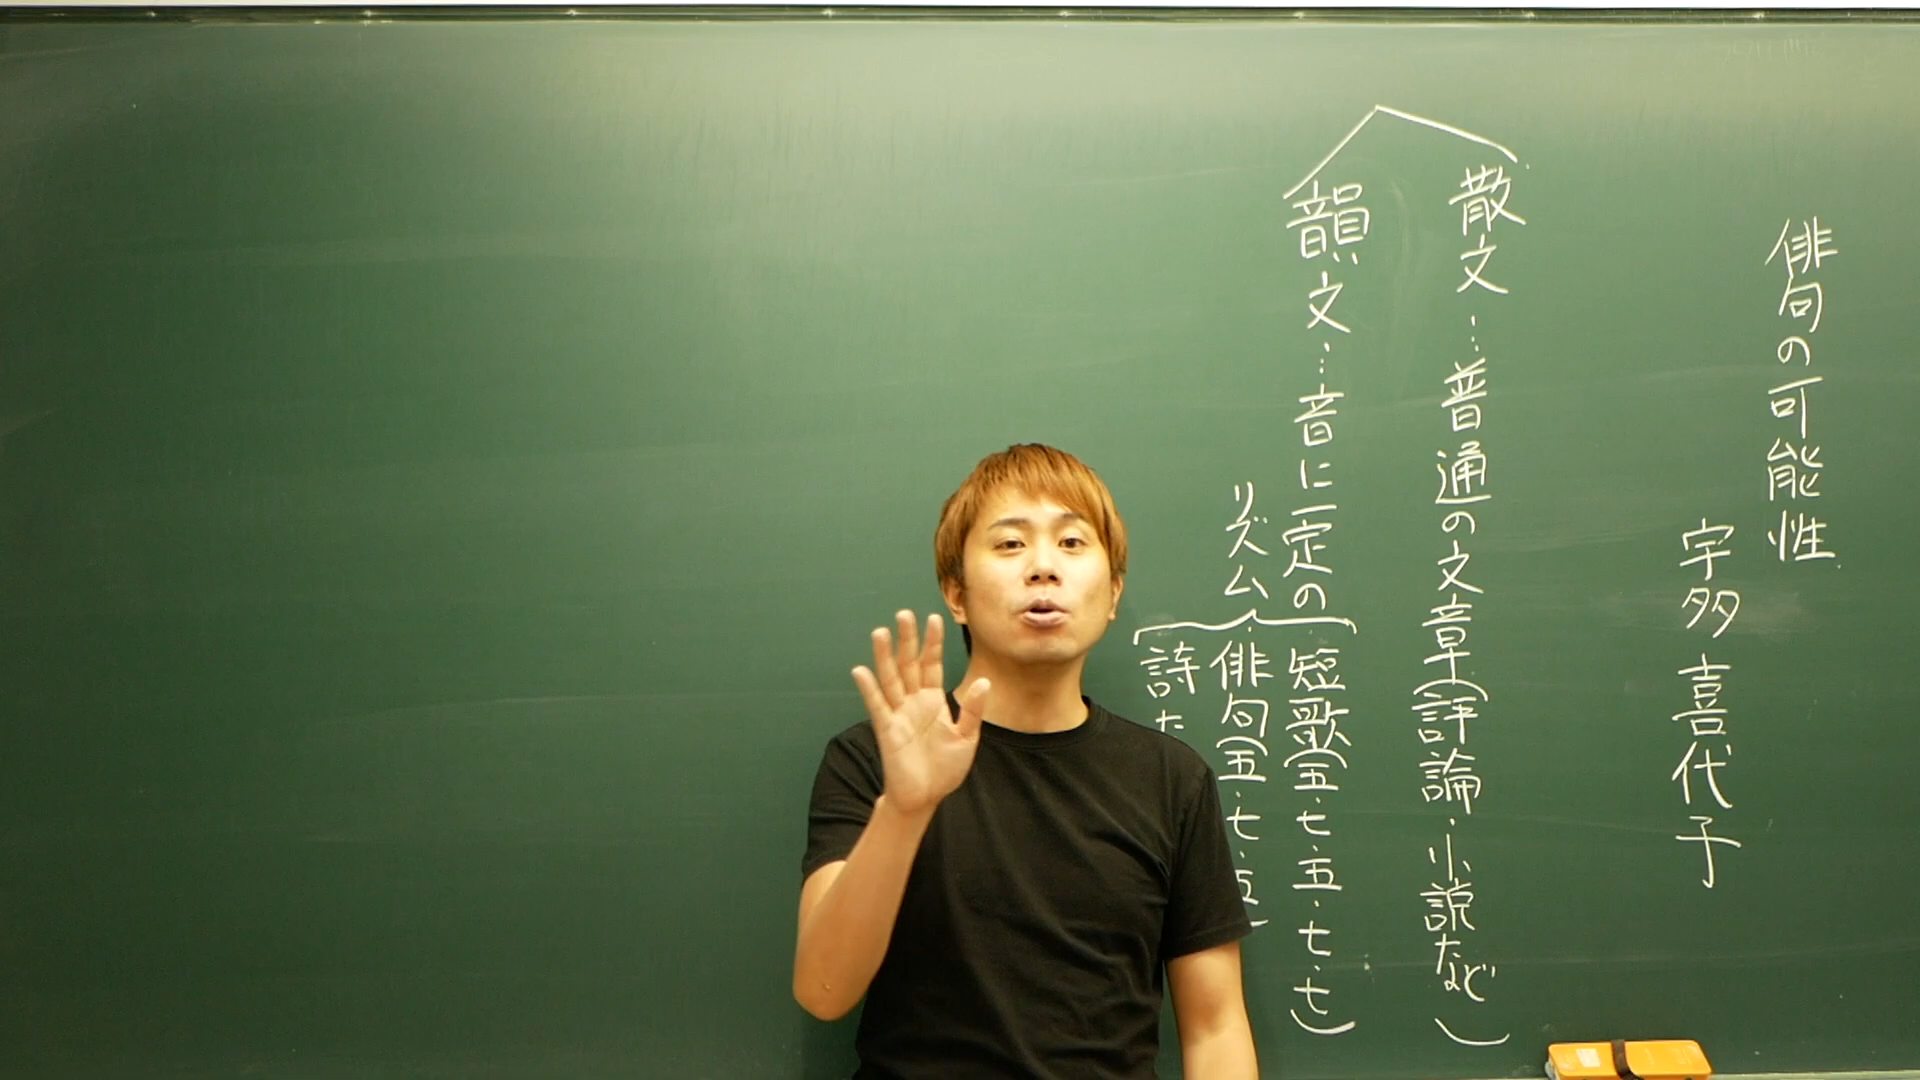 俳句の可能性
宇多喜代子
散文…普通の文章(評論・小説など)
韻文…音に一定の
リズム
短歌(五・七・五・七・七)
俳句(五・七・五)
詩な